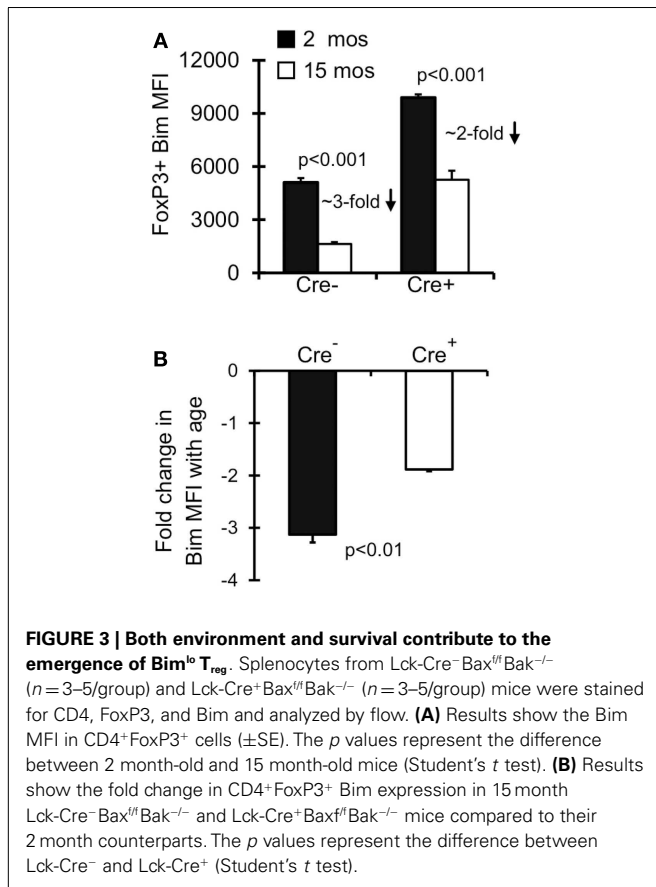 A
2 mos
15 mos
FoxP3+ Bim MFI
12000
9000
6000
3000
0
p<0.001
~3-fold ↓
p<0.001
~2-fold ↓
Cre-
Cre+
B
Cre⁻
Cre⁺
Fold change in
Bim MFI with age
0
-1
-2
-3
-4
p<0.01
FIGURE 3 | Both environment and survival contribute to the
emergence of Bimˡᵒ Treg. Splenocytes from Lck-Cre⁻Baxᶠ/ᶠBak⁻/⁻
(n = 3–5/group) and Lck-Cre⁺Baxᶠ/ᶠBak⁻/⁻ (n = 3–5/group) mice were stained
for CD4, FoxP3, and Bim and analyzed by flow. (A) Results show the Bim
MFI in CD4⁺FoxP3⁺ cells (±SE). The p values represent the difference
between 2 month-old and 15 month-old mice (Student's t test). (B) Results
show the fold change in CD4⁺FoxP3⁺ Bim expression in 15 month
Lck-Cre⁻Baxᶠ/ᶠBak⁻/⁻ and Lck-Cre⁺Baxfᶠ/ᶠBak⁻/⁻ mice compared to their
2 month counterparts. The p values represent the difference between
Lck-Cre⁻ and Lck-Cre⁺ (Student's t test).